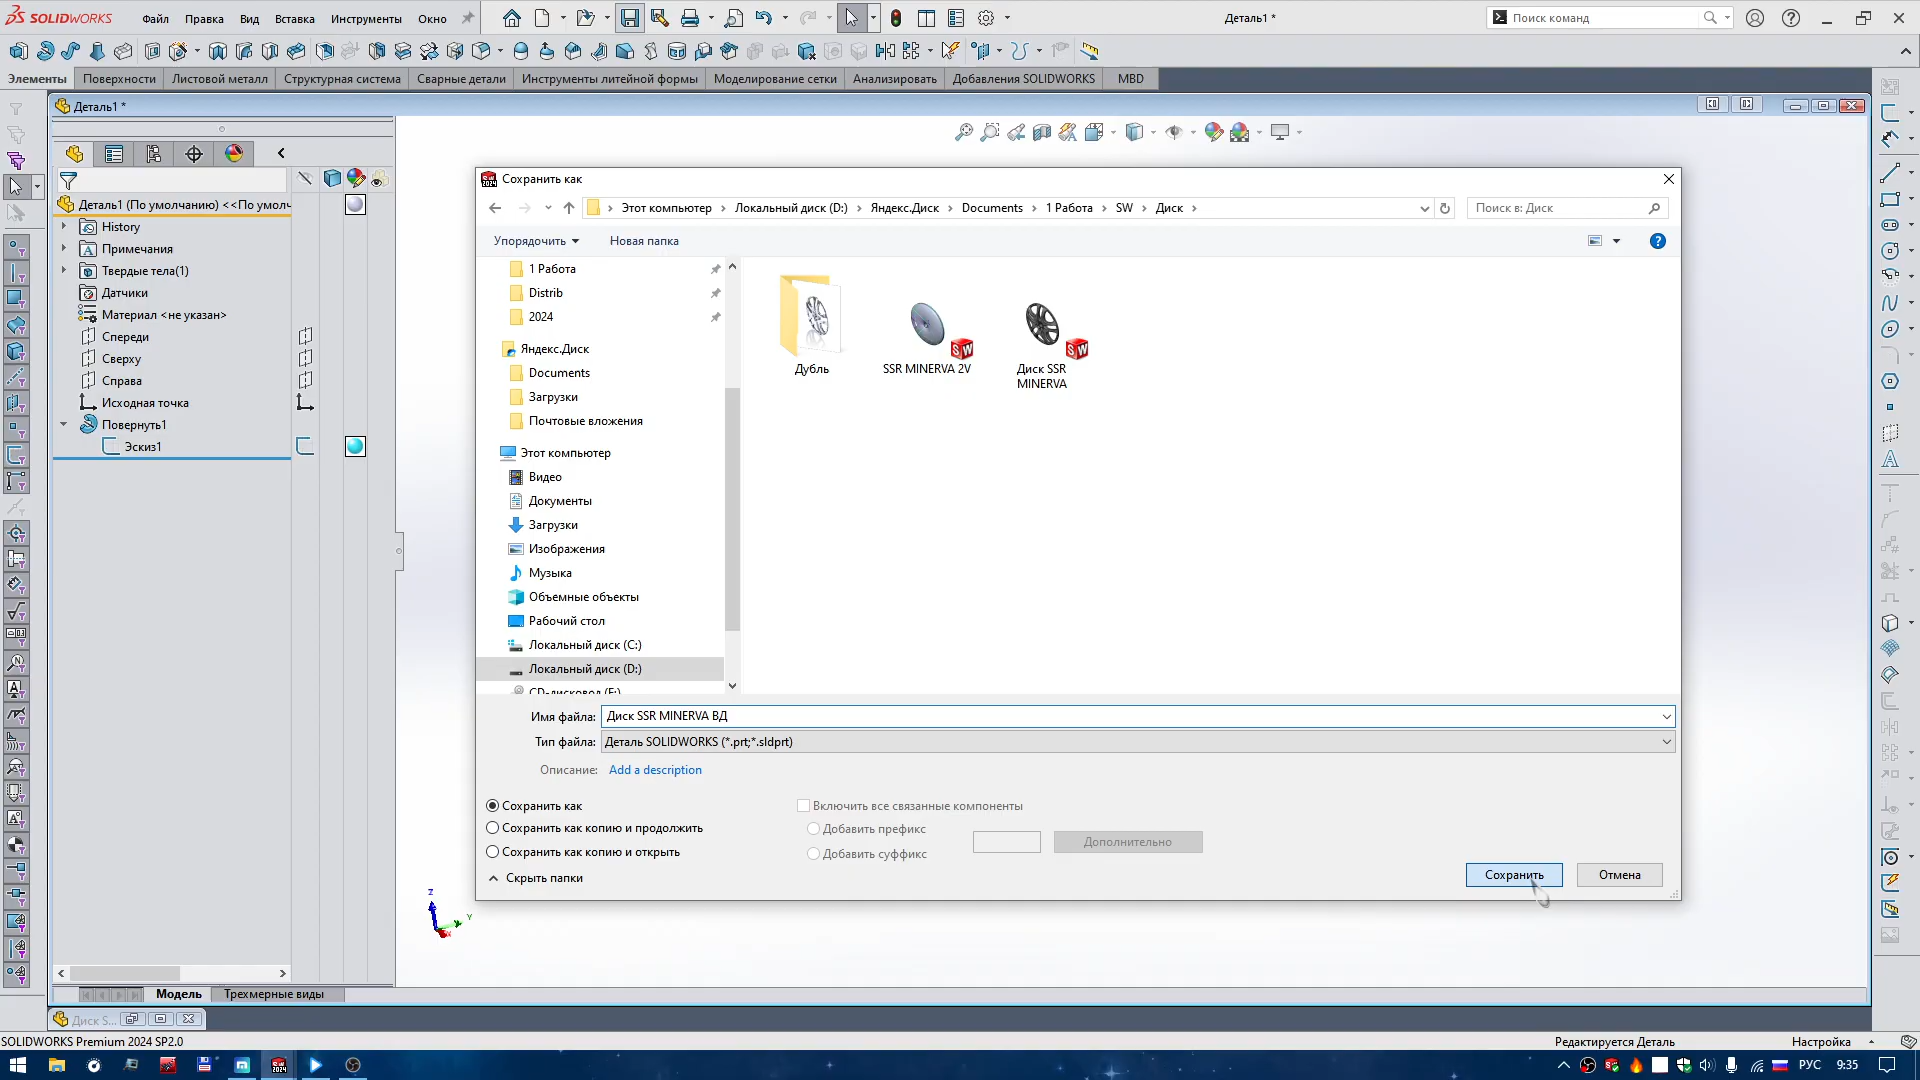 SOLIDWORKS
Файл
Правка
Вид
Вставка
Инструменты
Окно
Деталь1 *
Поиск команд
Элементы
Поверхности
Листовой металл
Структурная система
Сварные детали
Инструменты литейной формы
Моделирование сетки
Анализировать
Добавления SOLIDWORKS
MBD
Деталь1 *
Деталь1 (По умолчанию) <<По умолч
History
Примечания
Твердые тела(1)
Датчики
Материал <не указан>
Спереди
Сверху
Справа
Исходная точка
Повернуть1
Эскиз1
Сохранить как
Этот компьютер
Локальный диск (D:)
Яндекс.Диск
Documents
1 Работа
SW
Диск
Поиск в: Диск
Упорядочить
Новая папка
1 Работа
Distrib
2024
Яндекс.Диск
Documents
Загрузки
Почтовые вложения
Этот компьютер
Видео
Документы
Загрузки
Изображения
Музыка
Объемные объекты
Рабочий стол
Локальный диск (C:)
Локальный диск (D:)
Дубль
SSR MINERVA 2V
Диск SSR
MINERVA
Имя файла:
Диск SSR MINERVA ВД
Тип файла:
Деталь SOLIDWORKS (*.prt;*.sldprt)
Описание:
Add a description
Сохранить как
Сохранить как копию и продолжить
Сохранить как копию и открыть
Включить все связанные компоненты
Добавить префикс
Добавить суффикс
Дополнительно
Скрыть папки
Сохранить
Отмена
Z
Y
Модель
Трехмерные виды
Диск S...
SOLIDWORKS Premium 2024 SP2.0
Редактируется Деталь
Настройка
РУС
9:35